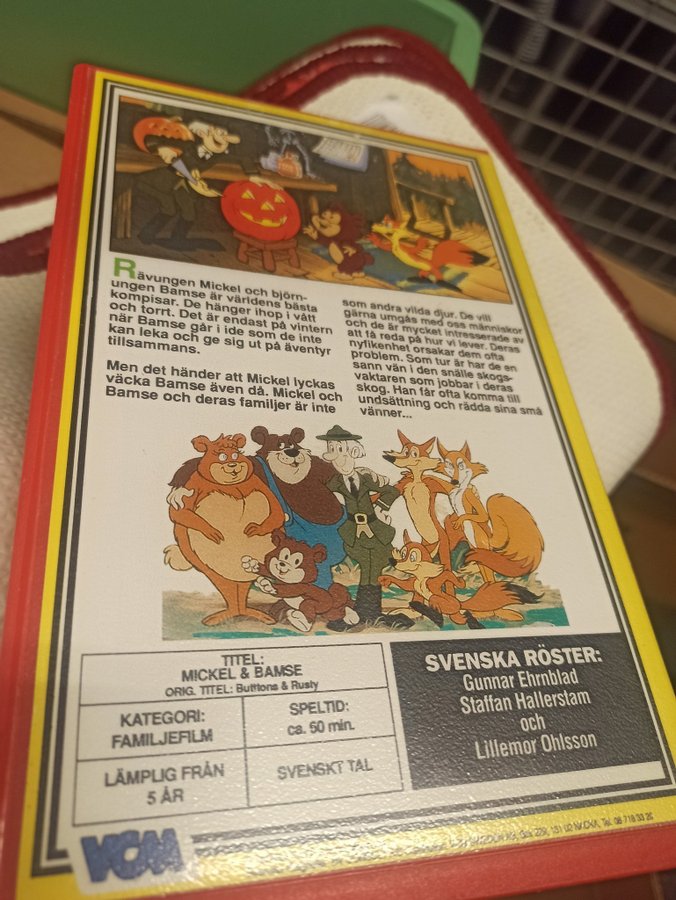 Rävungen Mickel och björn-
ungen Bamse är världens bästa
kompisar. De hänger ihop i vått
och torrt. Det är endast på vintern
när Bamse går i ide som de inte
kan leka och ge sig ut på äventyr
tillsammans.
Men det händer att Mickel lyckas
väcka Bamse även då. Mickel och
Bamse och deras familjer är inte
som andra vilda djur. De vill
gärna umgås med oss människor
och de är mycket intresserade av
att få reda på hur vi lever. Deras
nyfikenhet orsakar dem ofta
problem. Som tur är har de en
sann vän i den snälle skogs-
vaktaren som jobbar i deras
skog. Han får ofta komma till
undsättning och rädda sina små
vänner...
TITEL:
MICKEL & BAMSE
ORIG. TITEL: Buttons & Rusty
KATEGORI:
FAMILJEFILM
SPELTID:
ca. 50 min.
LÄMPLIG FRÅN
5 ÅR
SVENSKT TAL
SVENSKA RÖSTER:
Gunnar Ehrnblad
Staffan Hallerstam
och
Lillemor Ohlsson
VCM
131 02 NACKA, Tel.